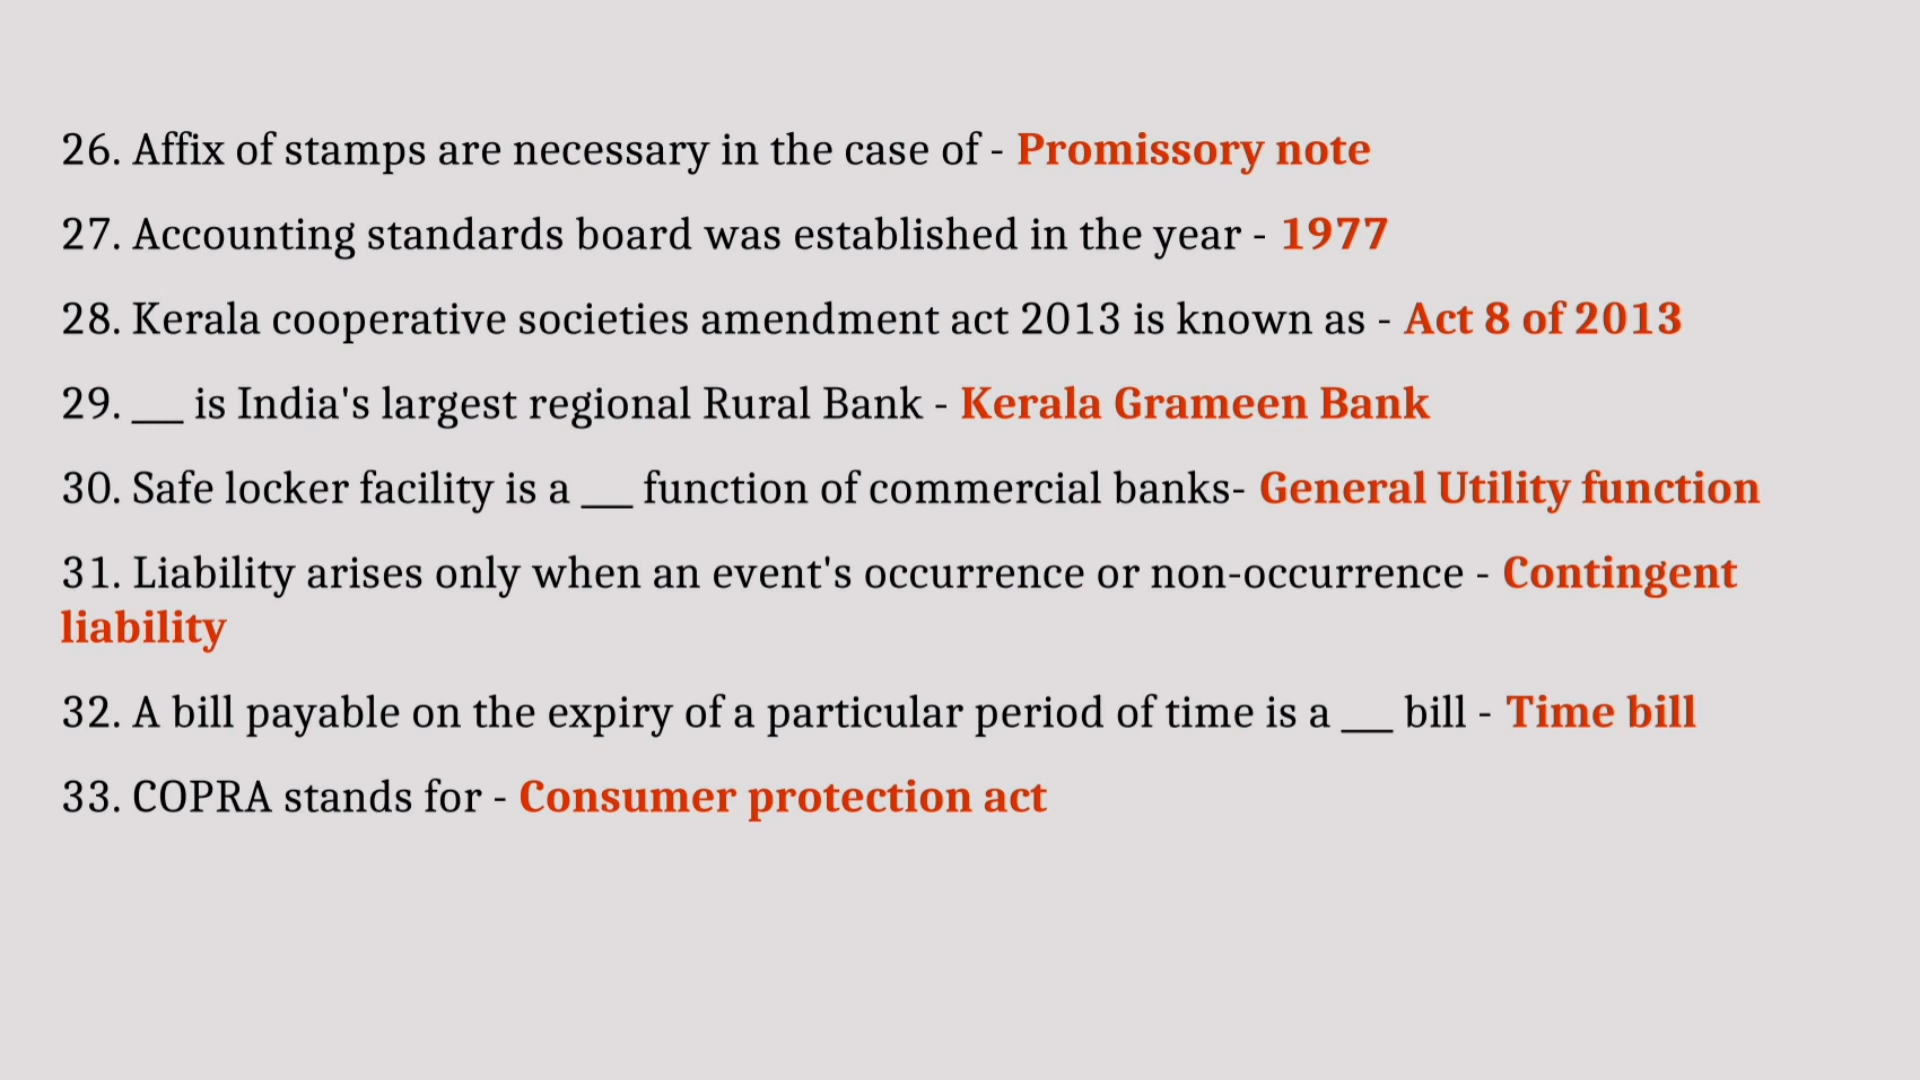 26. Affix of stamps are necessary in the case of - Promissory note
27. Accounting standards board was established in the year - 1977
28. Kerala cooperative societies amendment act 2013 is known as - Act 8 of 2013
29. __ is India's largest regional Rural Bank - Kerala Grameen Bank
30. Safe locker facility is a __ function of commercial banks- General Utility function
31. Liability arises only when an event's occurrence or non-occurrence - Contingent
liability
32. A bill payable on the expiry of a particular period of time is a __ bill - Time bill
33. COPRA stands for - Consumer protection act